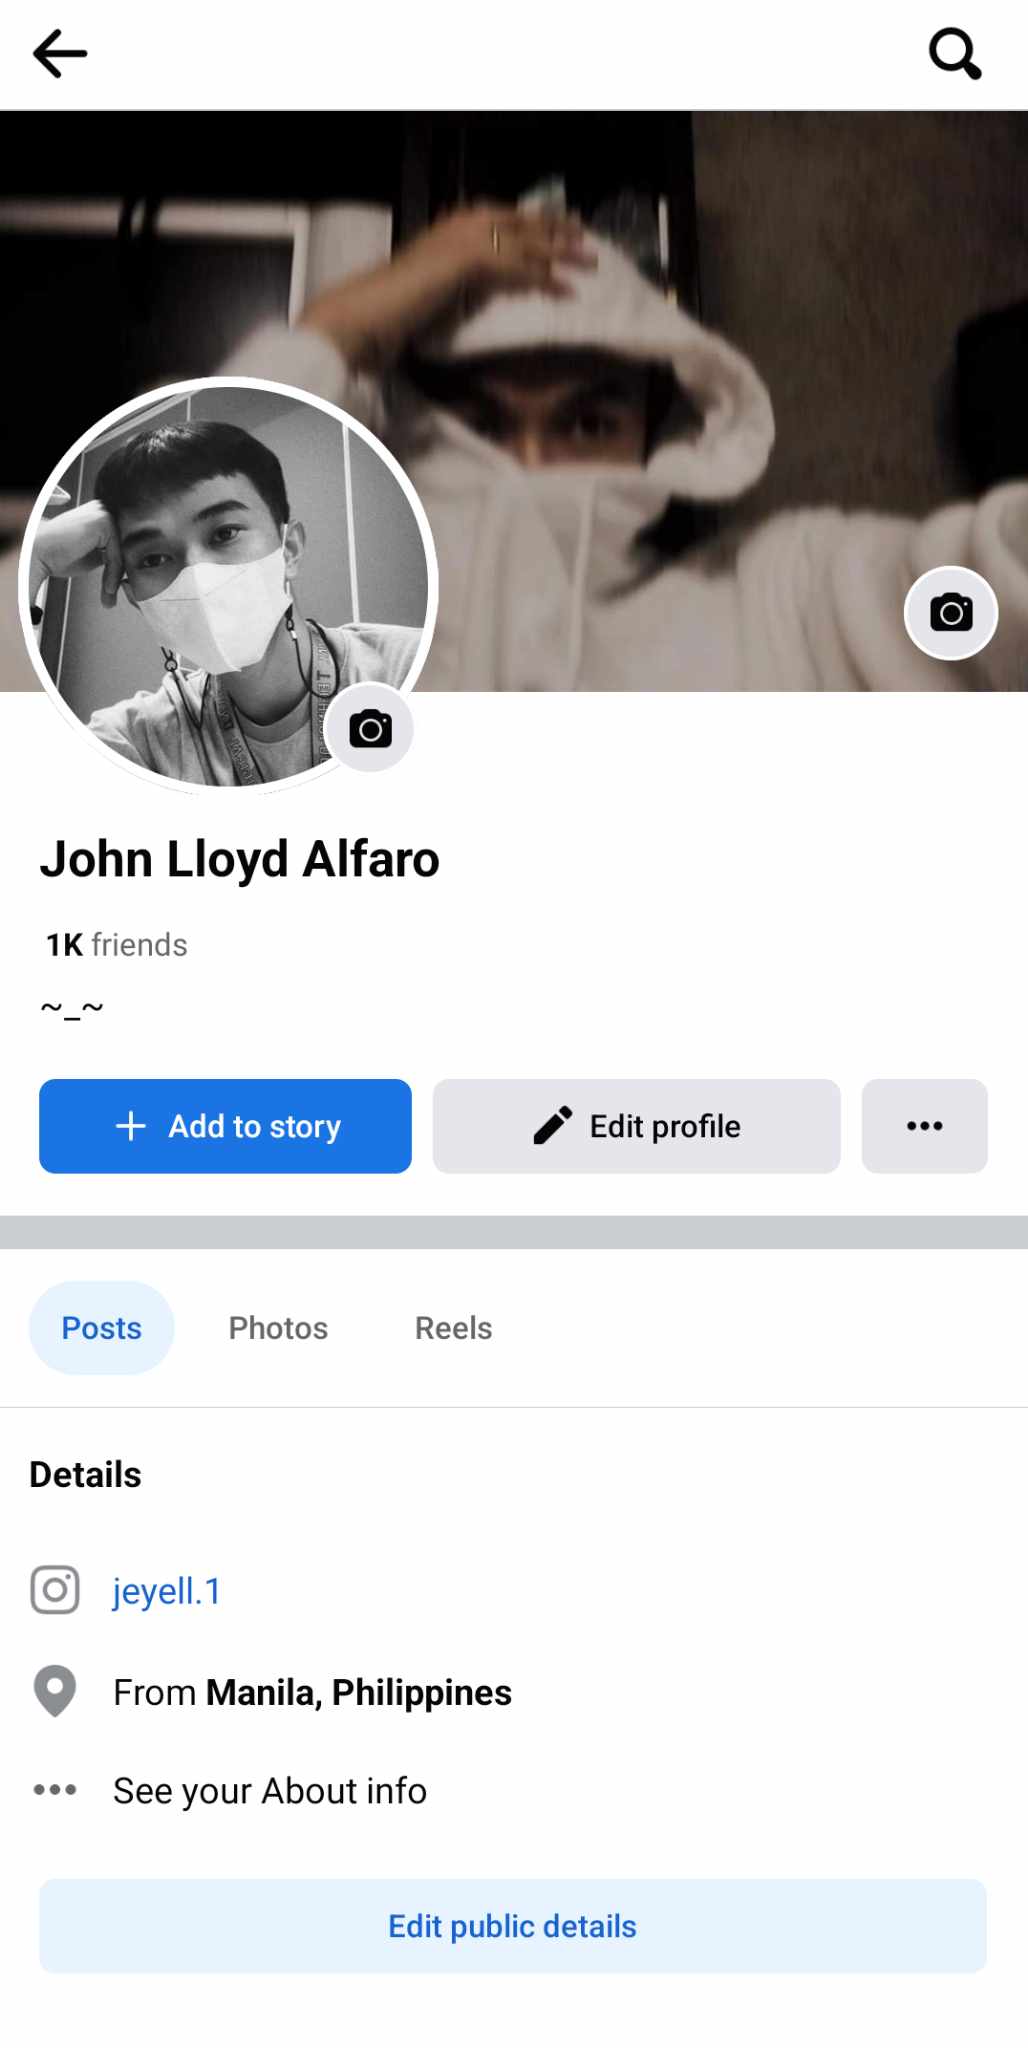 John Lloyd Alfaro
1K friends
~_~
+ Add to story
Edit profile
Posts
Photos
Reels
Details
jeyell.1
From Manila, Philippines
See your About info
Edit public details